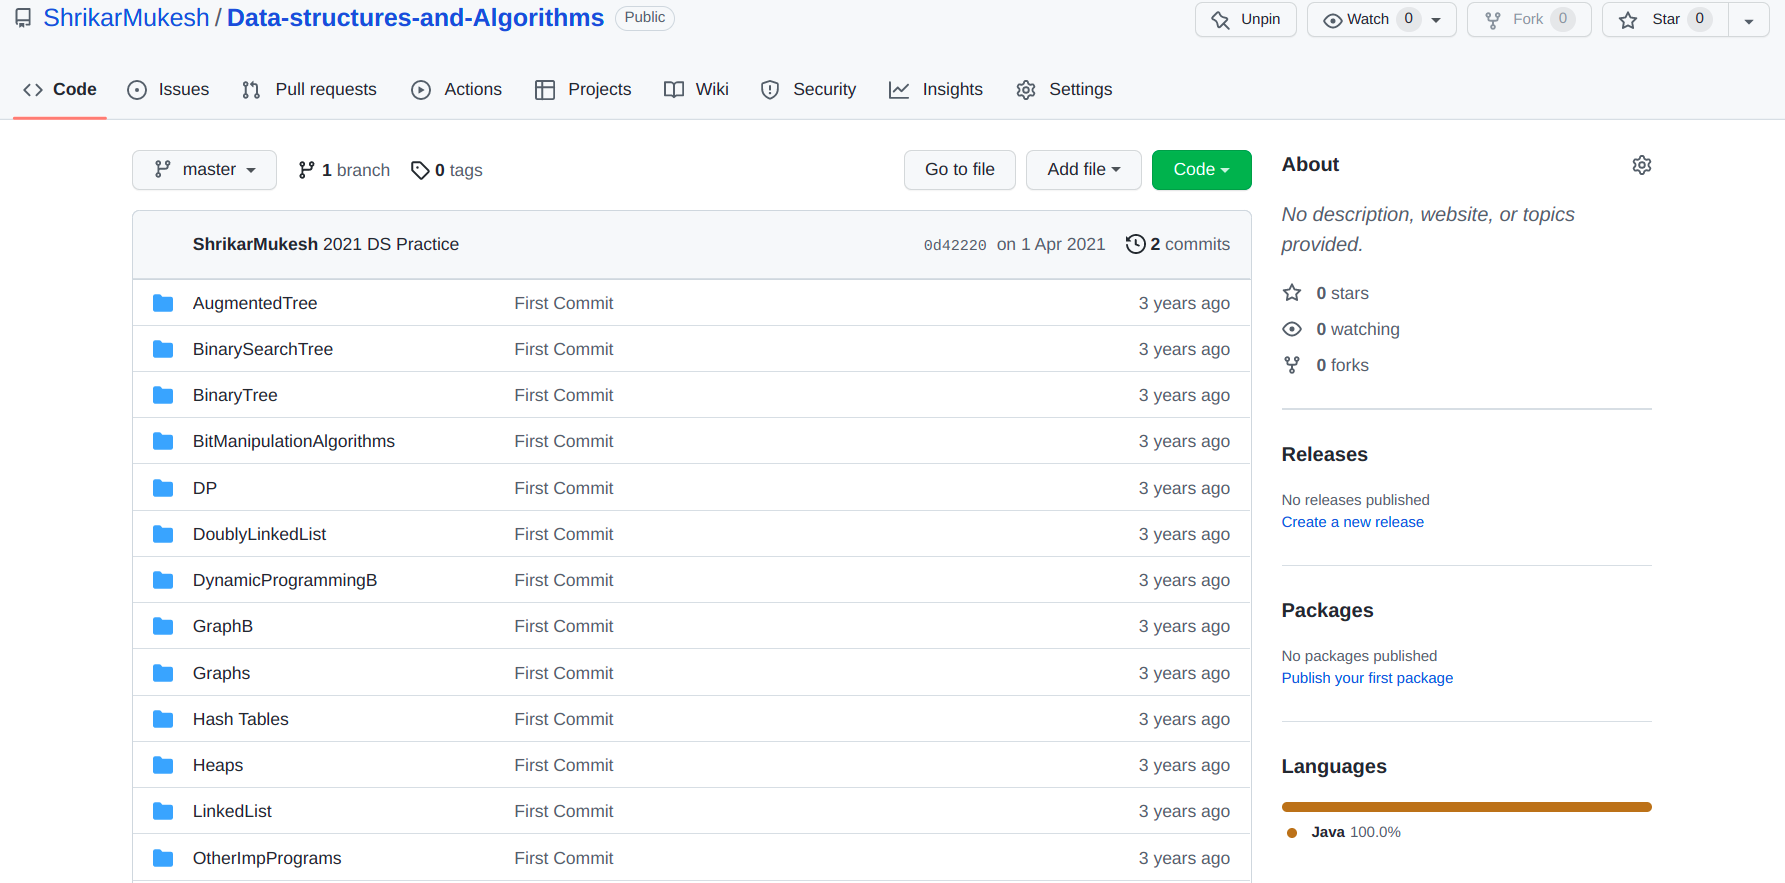 ShrikarMukesh / Data-structures-and-Algorithms Public Unpin Watch 0 Fork 0 Star 0
Code Issues Pull requests Actions Projects Wiki Security Insights Settings
master 1 branch 0 tags Go to file Add file Code
ShrikarMukesh 2021 DS Practice 0d42220 on 1 Apr 2021 2 commits
AugmentedTree First Commit 3 years ago
BinarySearchTree First Commit 3 years ago
BinaryTree First Commit 3 years ago
BitManipulationAlgorithms First Commit 3 years ago
DP First Commit 3 years ago
DoublyLinkedList First Commit 3 years ago
DynamicProgrammingB First Commit 3 years ago
GraphB First Commit 3 years ago
Graphs First Commit 3 years ago
Hash Tables First Commit 3 years ago
Heaps First Commit 3 years ago
LinkedList First Commit 3 years ago
OtherImpPrograms First Commit 3 years ago
About
No description, website, or topics
provided.
0 stars
0 watching
0 forks
Releases
No releases published
Create a new release
Packages
No packages published
Publish your first package
Languages
Java 100.0%